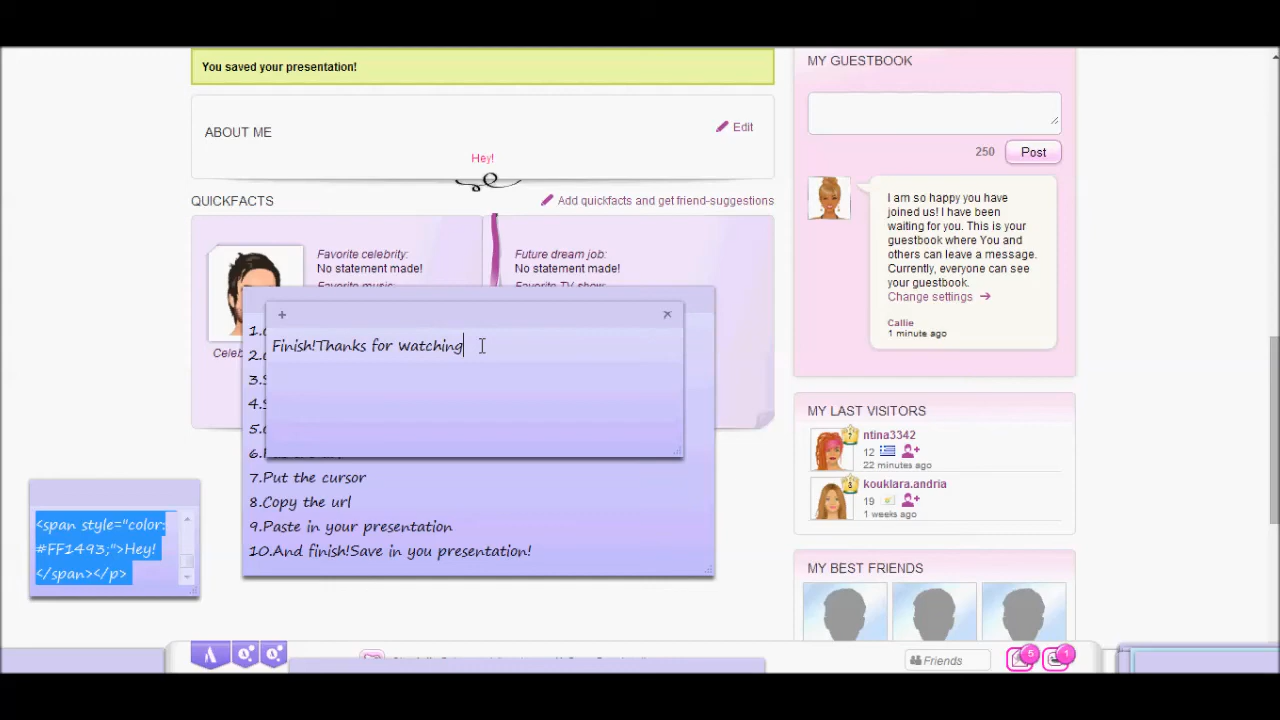 You saved your presentation!
ABOUT ME
Edit
Hey!
QUICKFACTS
Add quickfacts and get friend-suggestions
Favorite celebrity:
No statement made!
Future dream job:
No statement made!
Finish!Thanks for watching
7.Put the cursor
8.Copy the url
9.Paste in your presentation
10.And finish!Save in you presentation!
<span style="color:
#FF1493;">Hey!
</span></p>
MY GUESTBOOK
250
Post
I am so happy you have
joined us! I have been
waiting for you. This is your
guestbook where You and
others can leave a message.
Currently, everyone can see
your guestbook.
Change settings
Callie
1 minute ago
MY LAST VISITORS
ntina3342
12
22 minutes ago
kouklara.andria
19
1 weeks ago
MY BEST FRIENDS
Friends
5
1